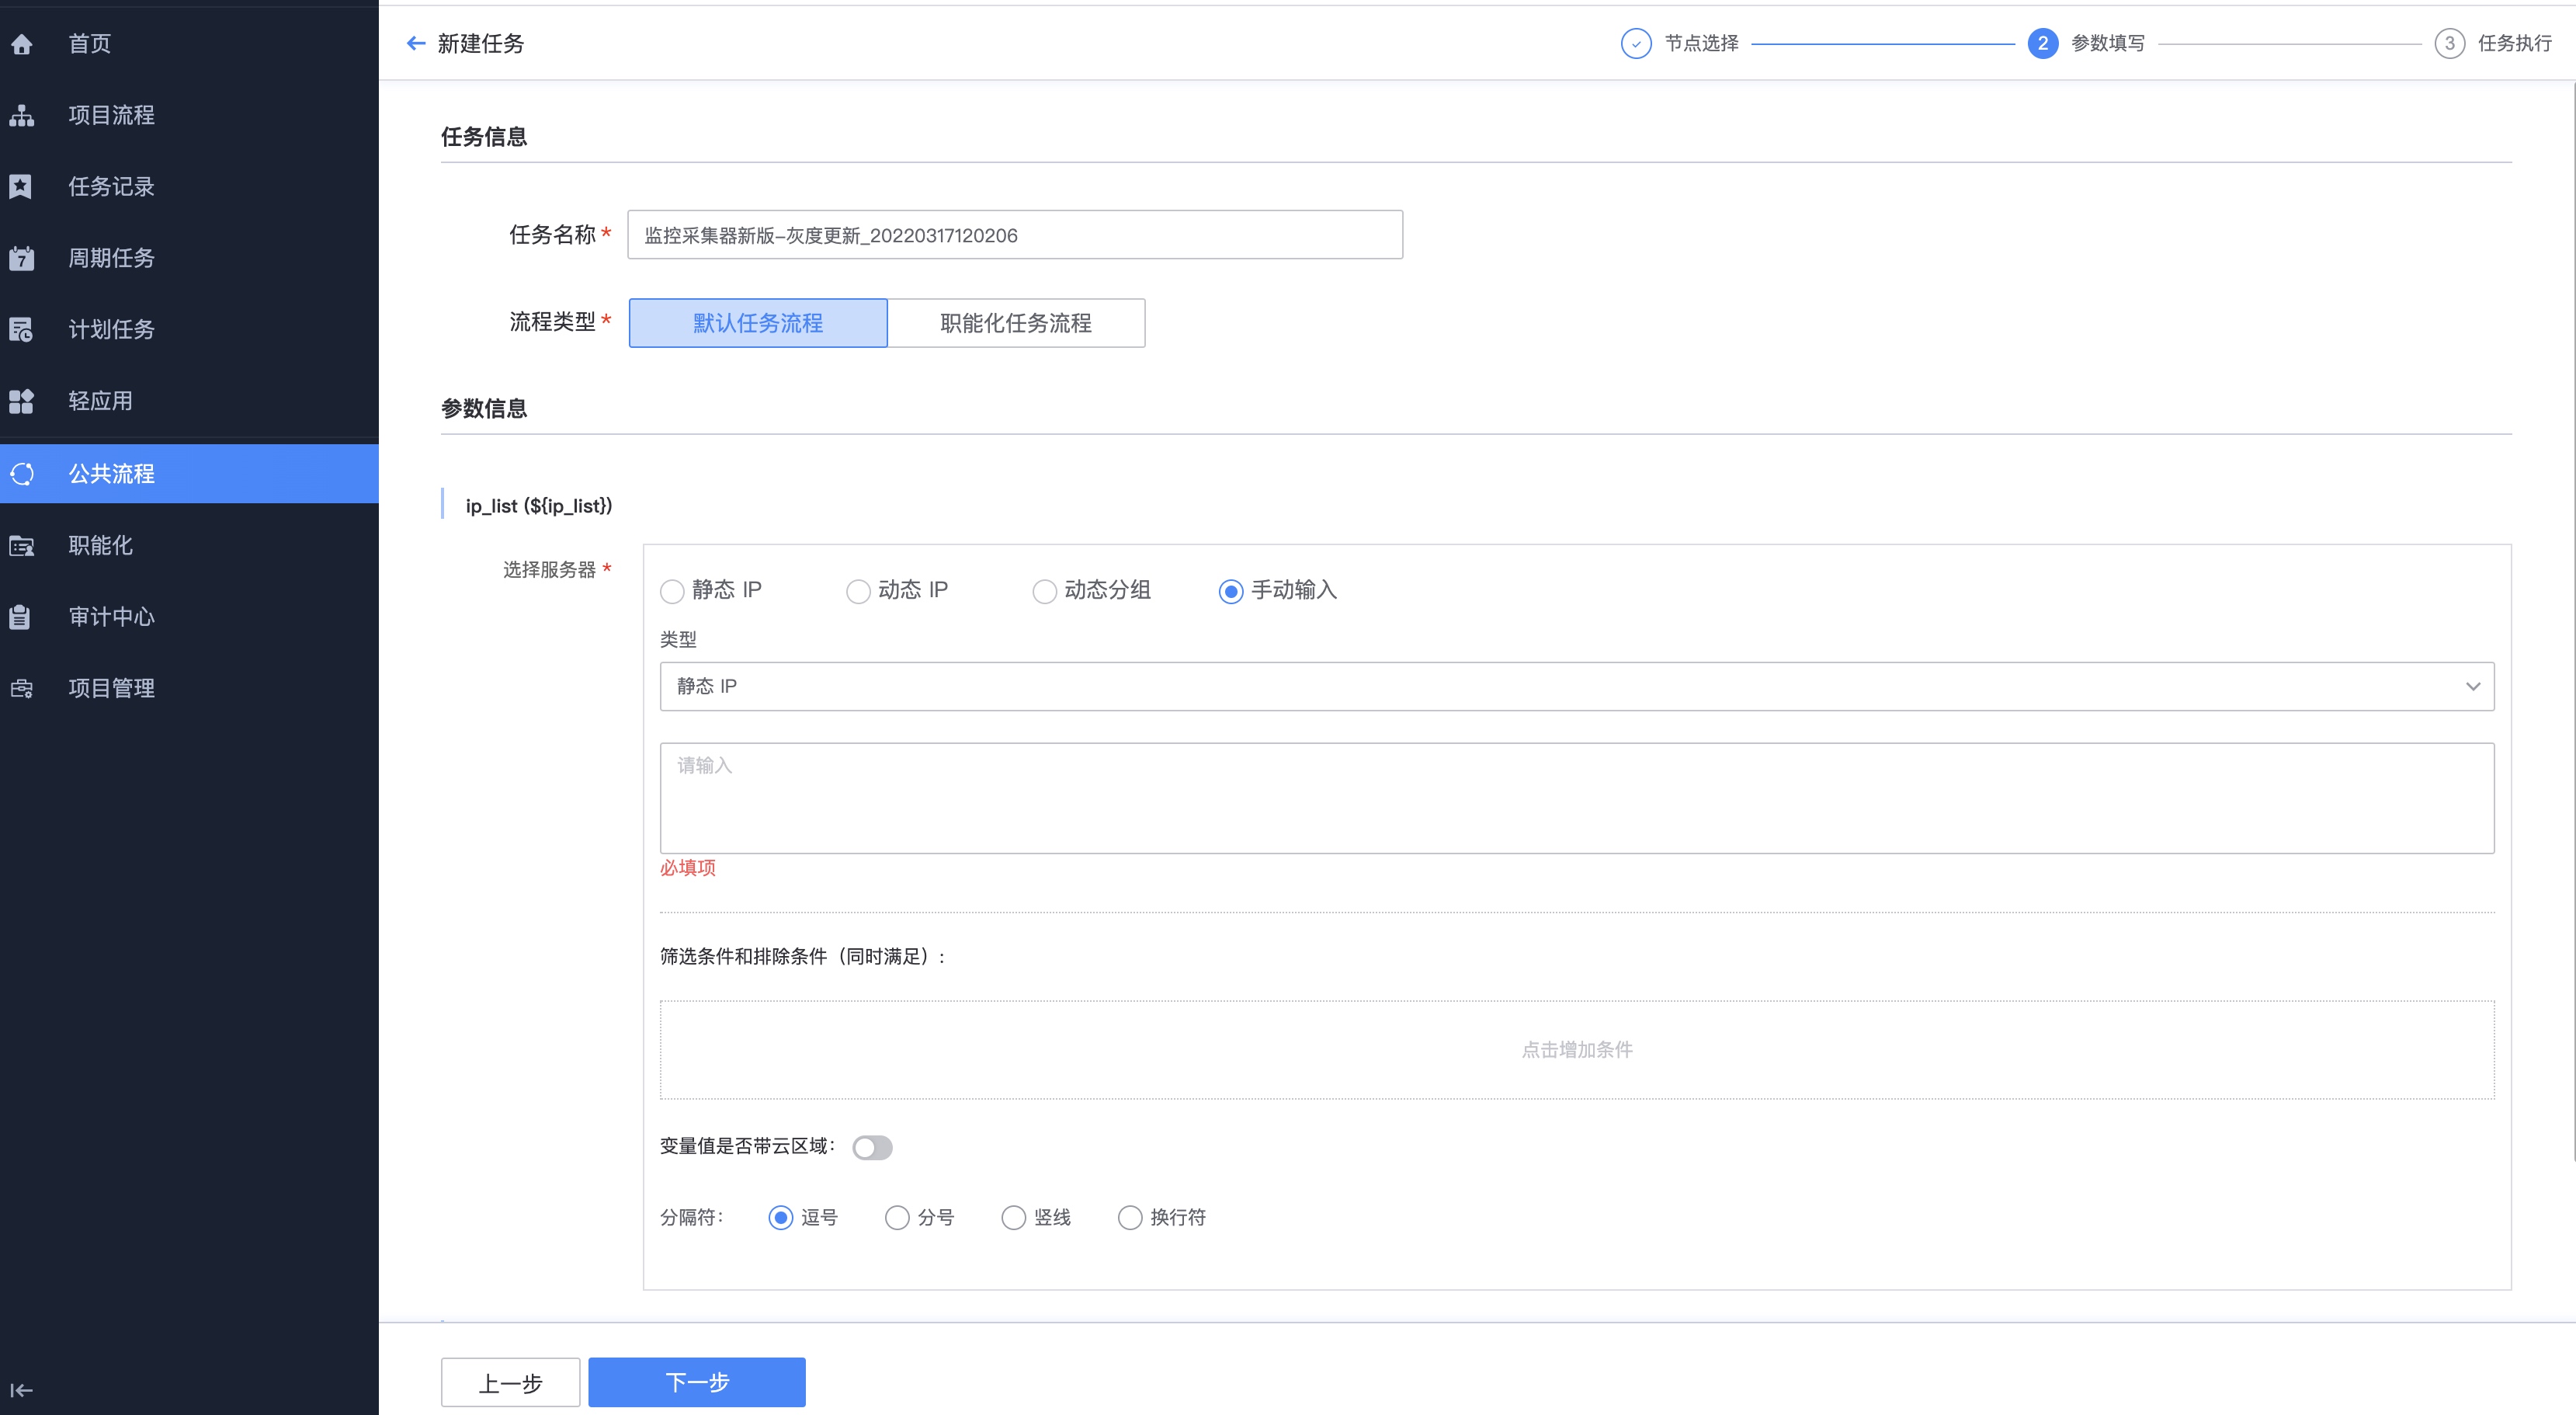 首页
项目流程
任务记录
7
周期任务
计划任务
轻应用
公共流程
职能化
审计中心
项目管理
新建任务
节点选择
2 参数填写
3 任务执行
任务信息
任务名称 *
监控采集器新版-灰度更新_20220317120206
流程类型 *
默认任务流程 职能化任务流程
参数信息
ip_list (${ip_list})
选择服务器 *
静态 IP 动态 IP 动态分组 手动输入
类型
静态 IP
请输入
必填项
筛选条件和排除条件（同时满足）:
点击增加条件
变量值是否带云区域:
分隔符: 逗号 分号 竖线 换行符
上一步 下一步